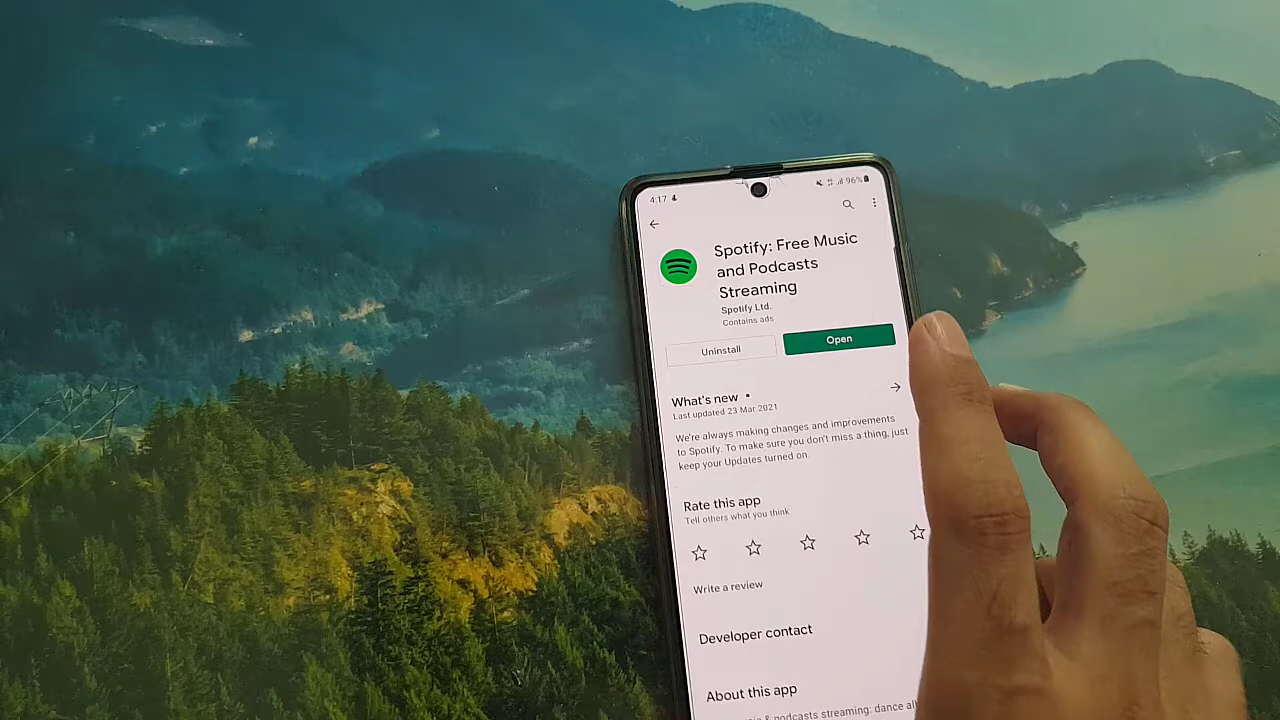 4:17
96%
Spotify: Free Music
and Podcasts
Streaming
Spotify Ltd.
Contains ads
Uninstall
Open
What's new •
Last updated 23 Mar 2021
We're always making changes and improvements
to Spotify. To make sure you don't miss a thing, just
keep your Updates turned on.
Rate this app
Tell others what you think
Write a review
Developer contact
About this app
& podcasts streaming: dance